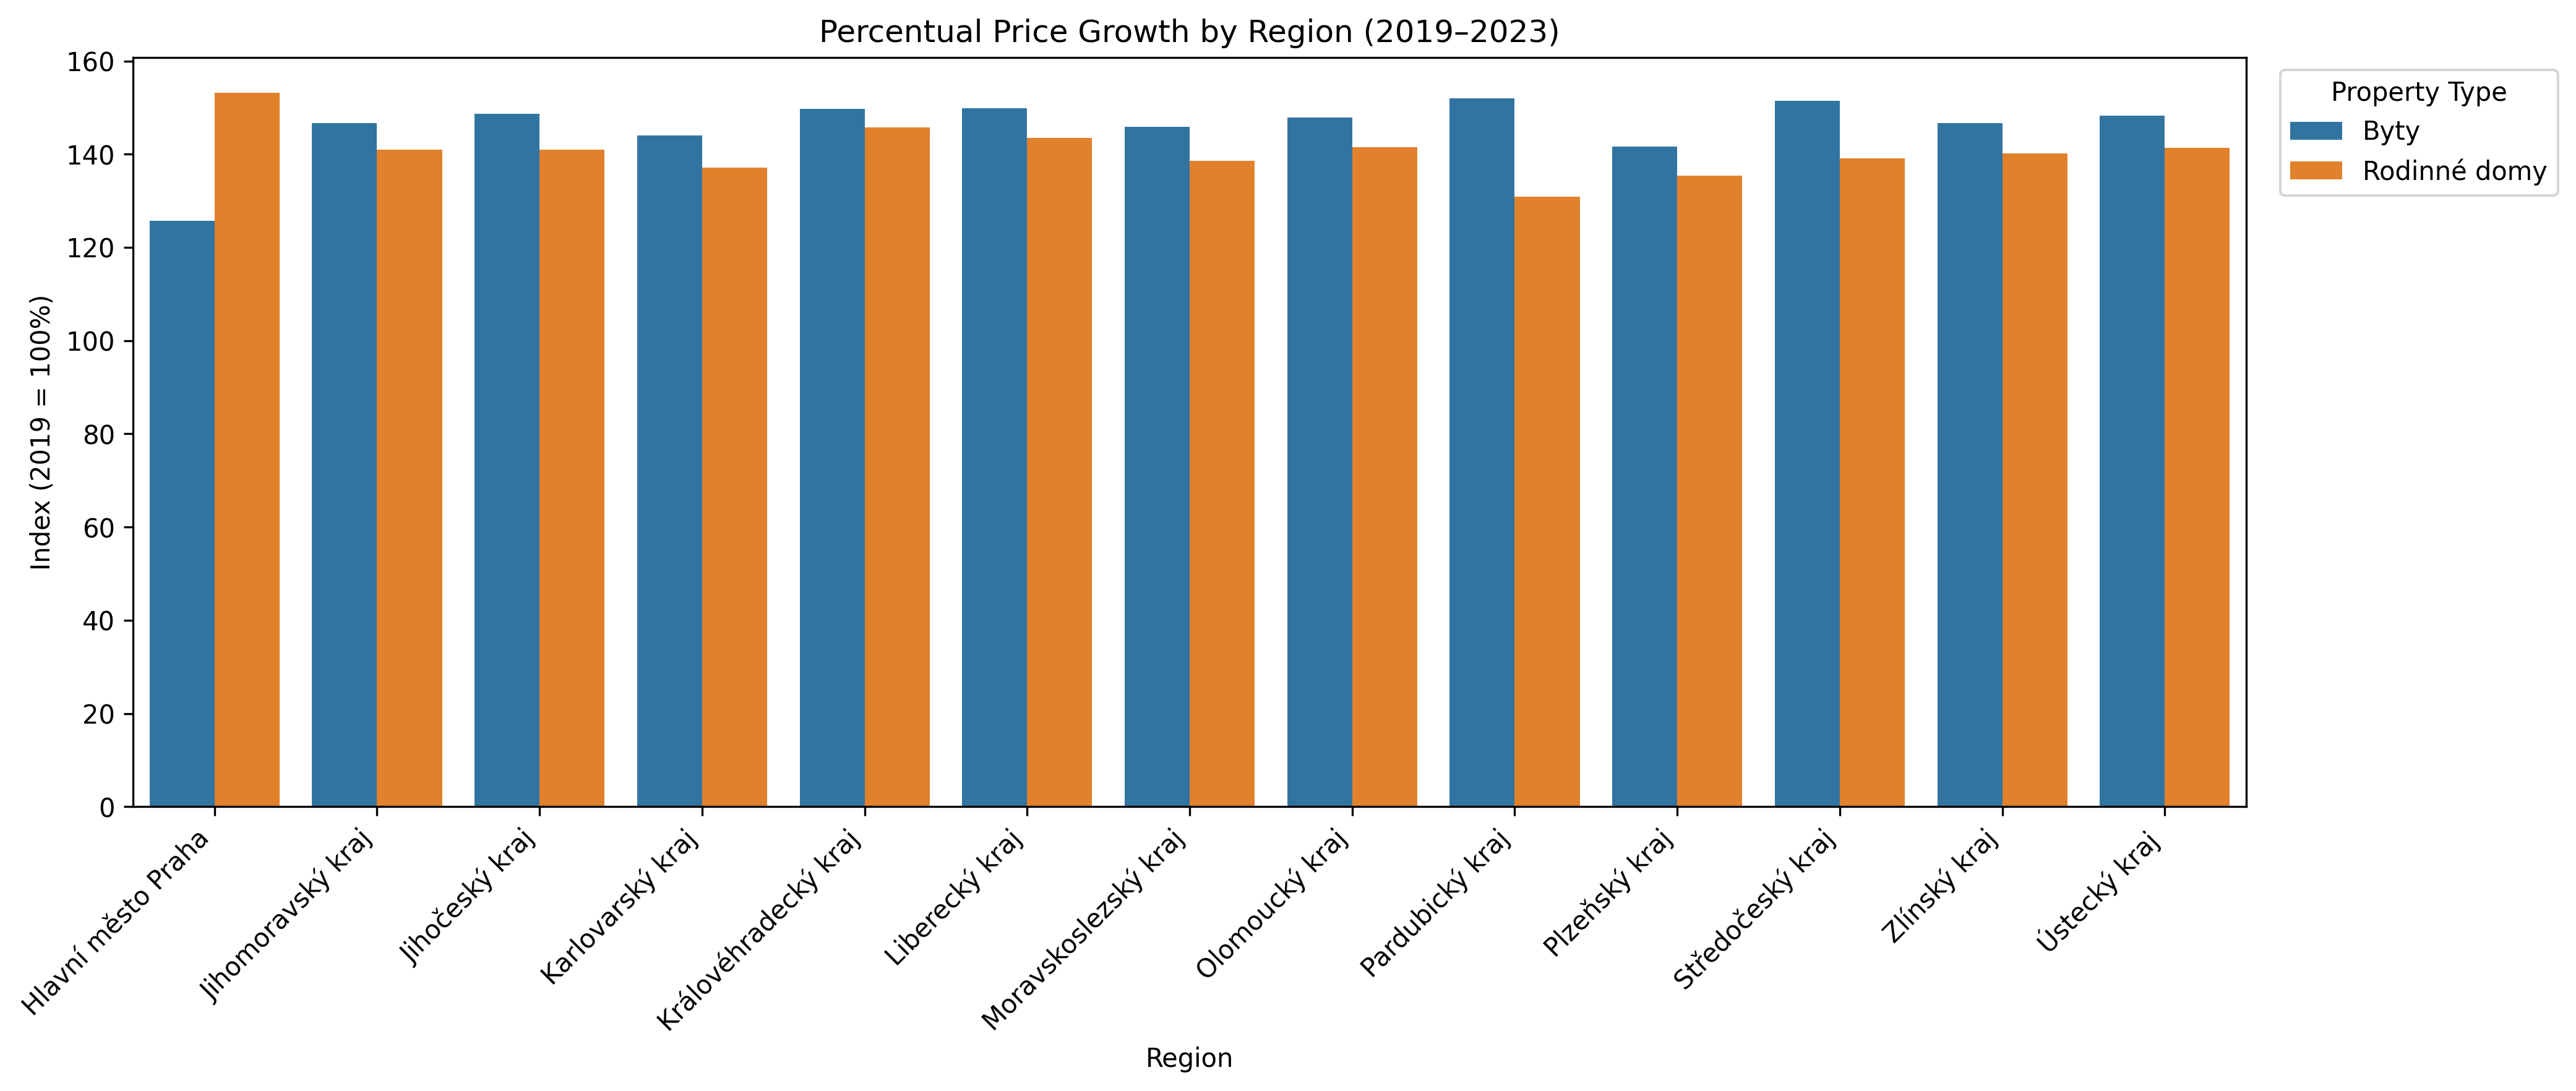 Percentual Price Growth by Region (2019–2023)
Index (2019 = 100%)
160
140
120
100
80
60
40
20
0
Hlavní město Praha
Jihomoravský kraj
Jihočeský kraj
Karlovarský kraj
Královéhradecký kraj
Liberecký kraj
Moravskoslezský kraj
Olomoucký kraj
Pardubický kraj
Plzeňský kraj
Středočeský kraj
Zlínský kraj
Ústecký kraj
Region
Property Type
Byty
Rodinné domy